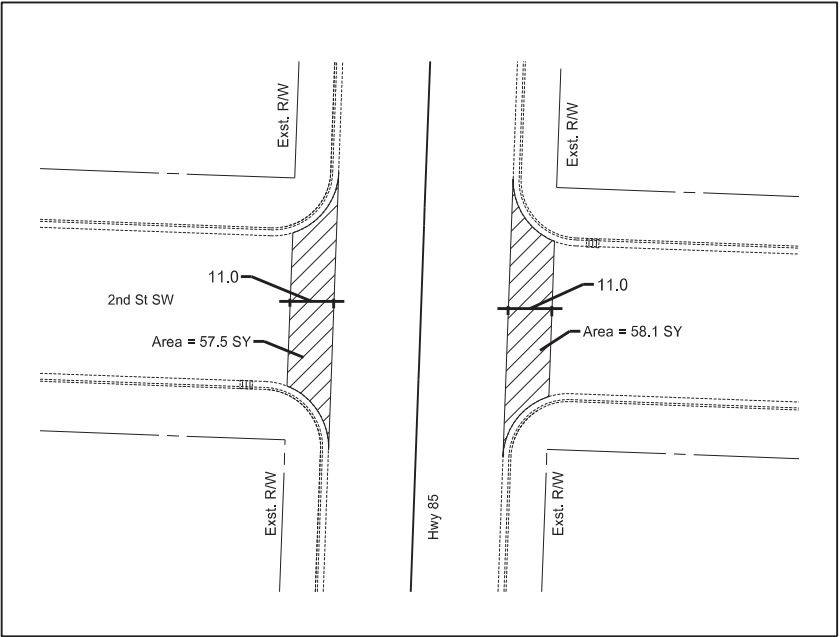 Exst. R/W
Exst. R/W
11.0
11.0
2nd St SW
Area = 57.5 SY
Area = 58.1 SY
Exst. R/W
Hwy 85
Exst. R/W